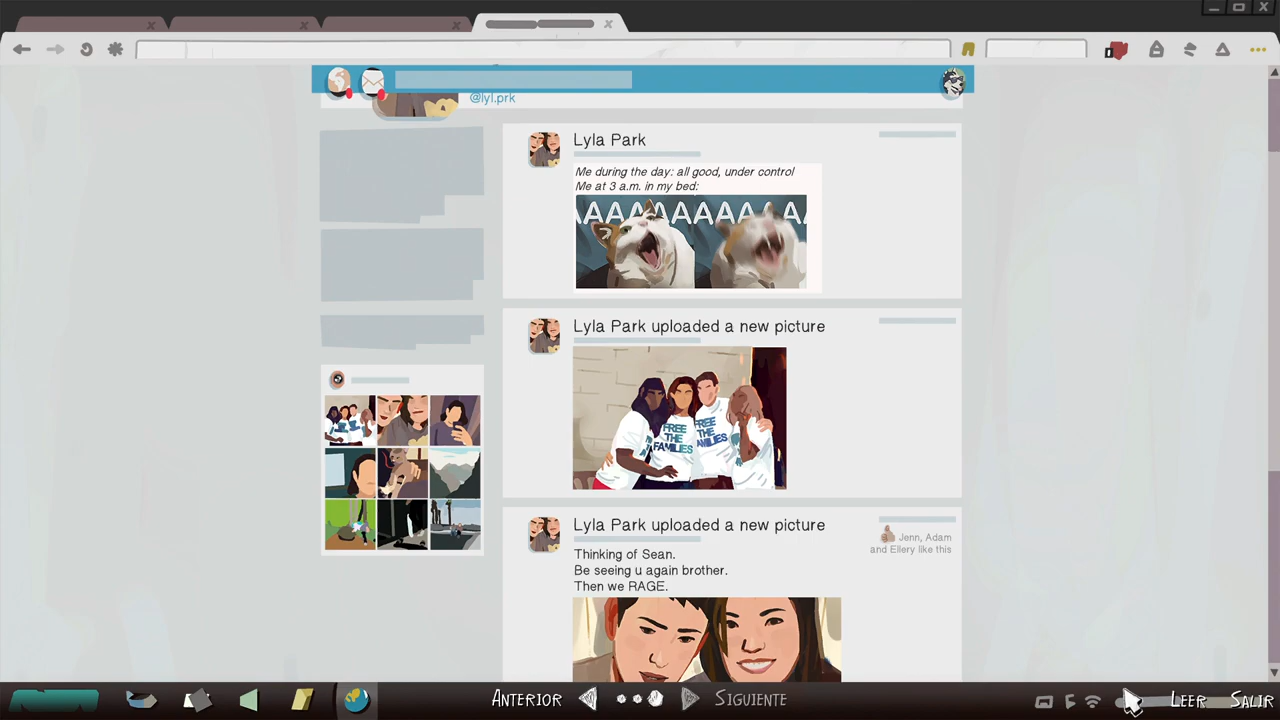 @lyl.prk
Lyla Park
Me during the day: all good, under control
Me at 3 a.m. in my bed:
AAAAAAAAAAA
Lyla Park uploaded a new picture
FREE
THE
FAMILIES
FREE
THE
FAMILIES
Lyla Park uploaded a new picture
Jenn, Adam
and Ellery like this
Thinking of Sean.
Be seeing u again brother.
Then we RAGE.
ANTERIOR
SIGUIENTE
LEER
SALIR